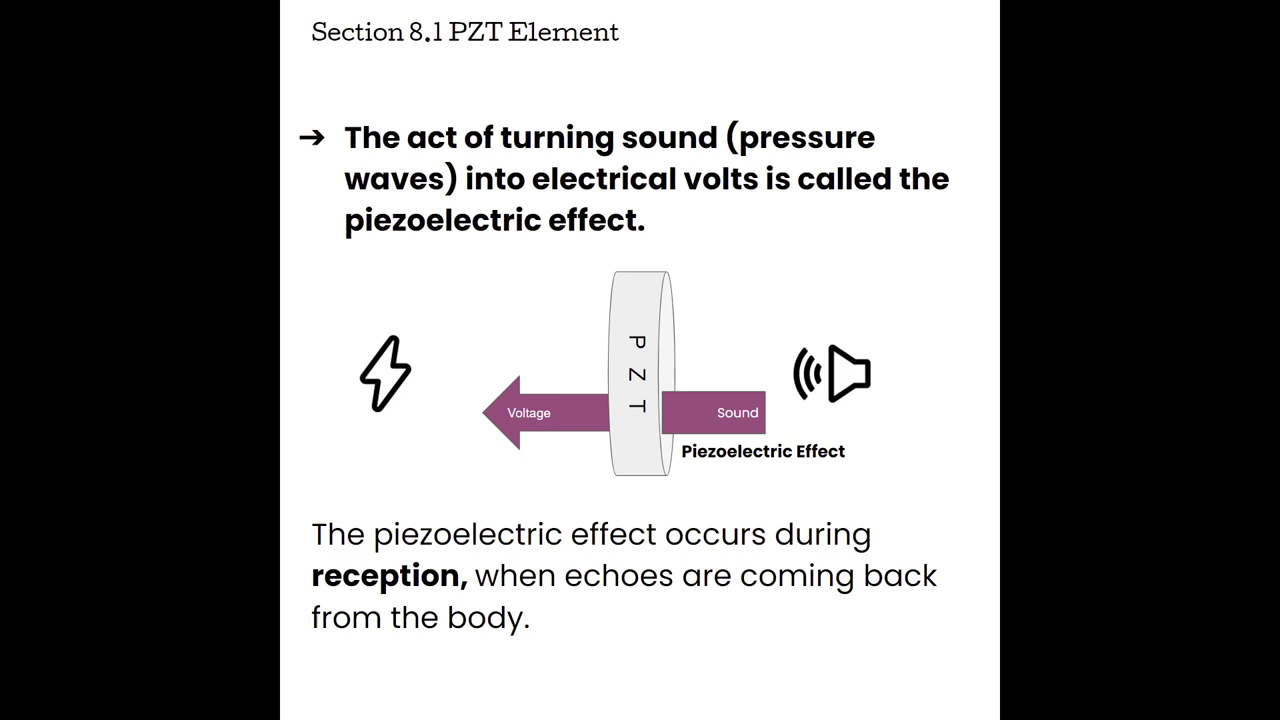 Section 8.1 PZT Element
➔ The act of turning sound (pressure
waves) into electrical volts is called the
piezoelectric effect.
PZT
Voltage
Sound
Piezoelectric Effect
The piezoelectric effect occurs during
reception, when echoes are coming back
from the body.